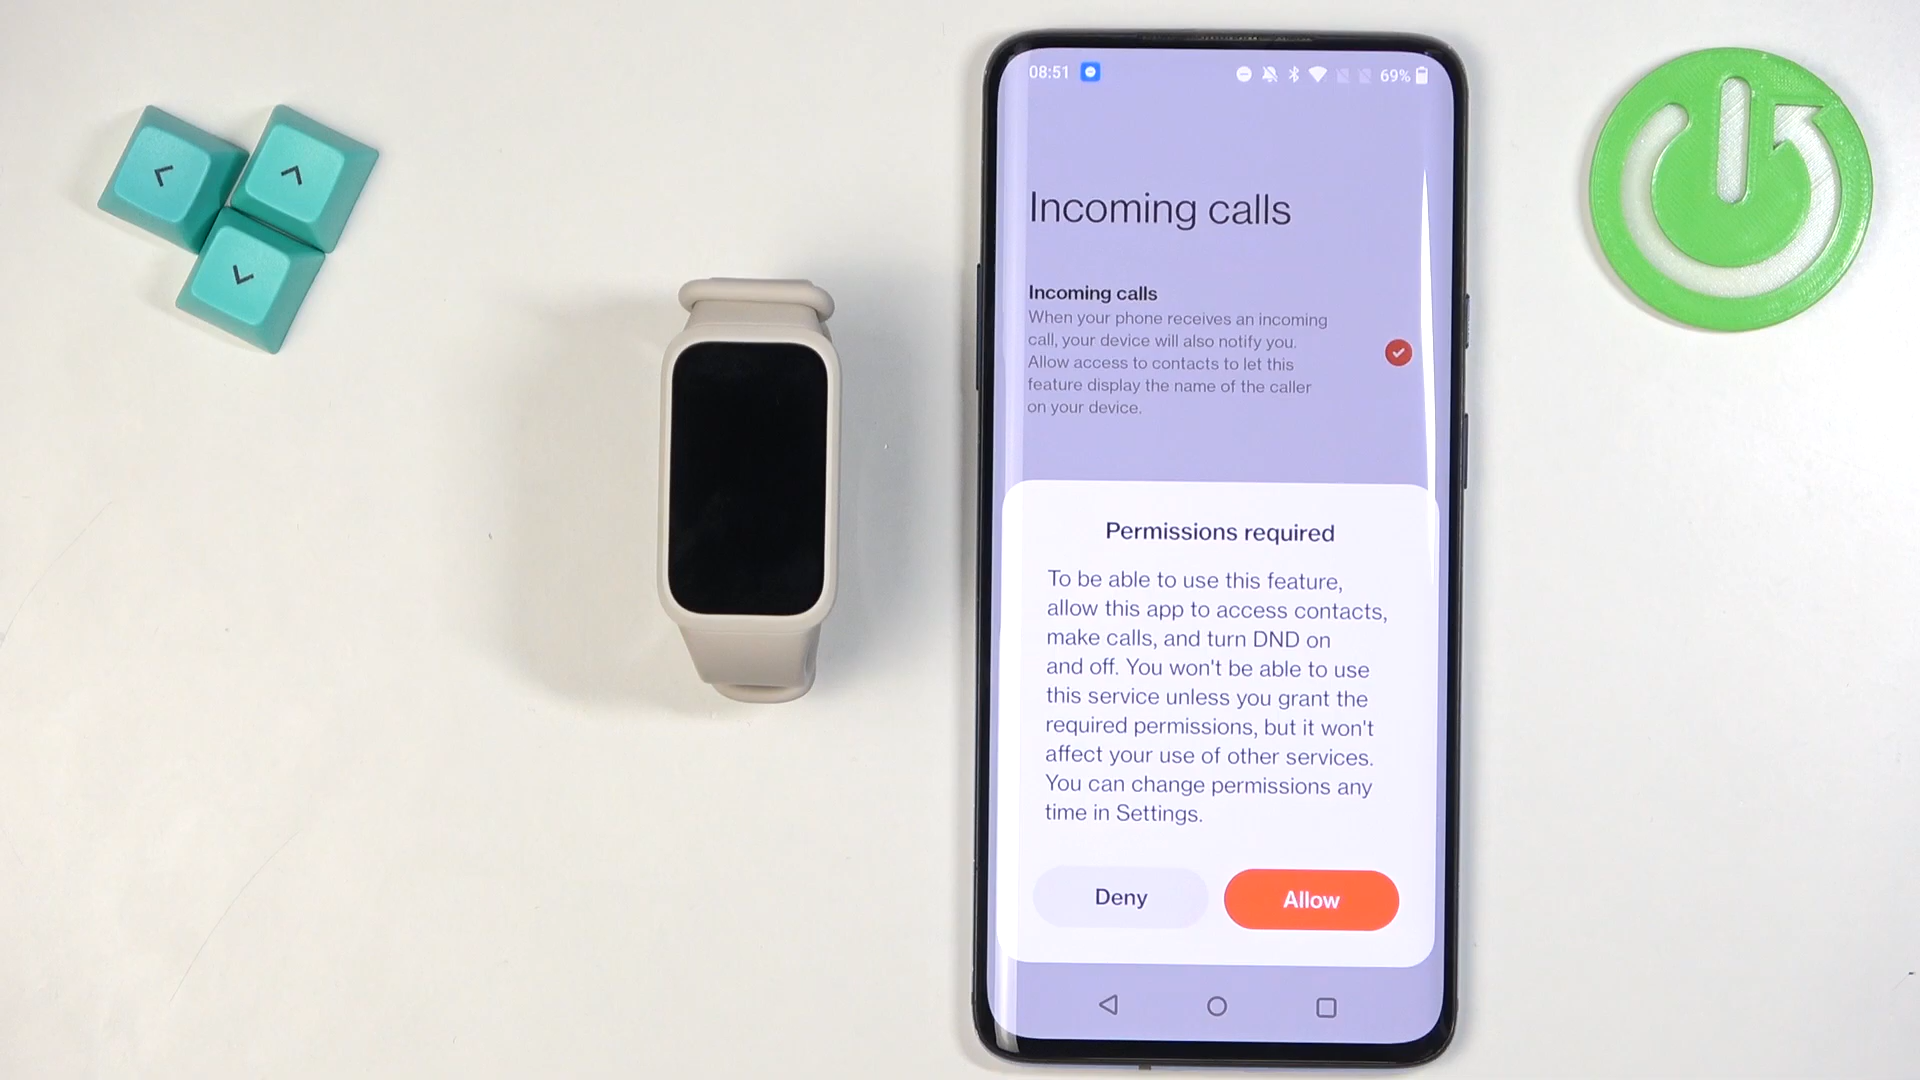 08:51
69%
Incoming calls
Incoming calls
When your phone receives an incoming
call, your device will also notify you.
Allow access to contacts to let this
feature display the name of the caller
on your device.
Permissions required
To be able to use this feature,
allow this app to access contacts,
make calls, and turn DND on
and off. You won't be able to use
this service unless you grant the
required permissions, but it won't
affect your use of other services.
You can change permissions any
time in Settings.
Deny
Allow